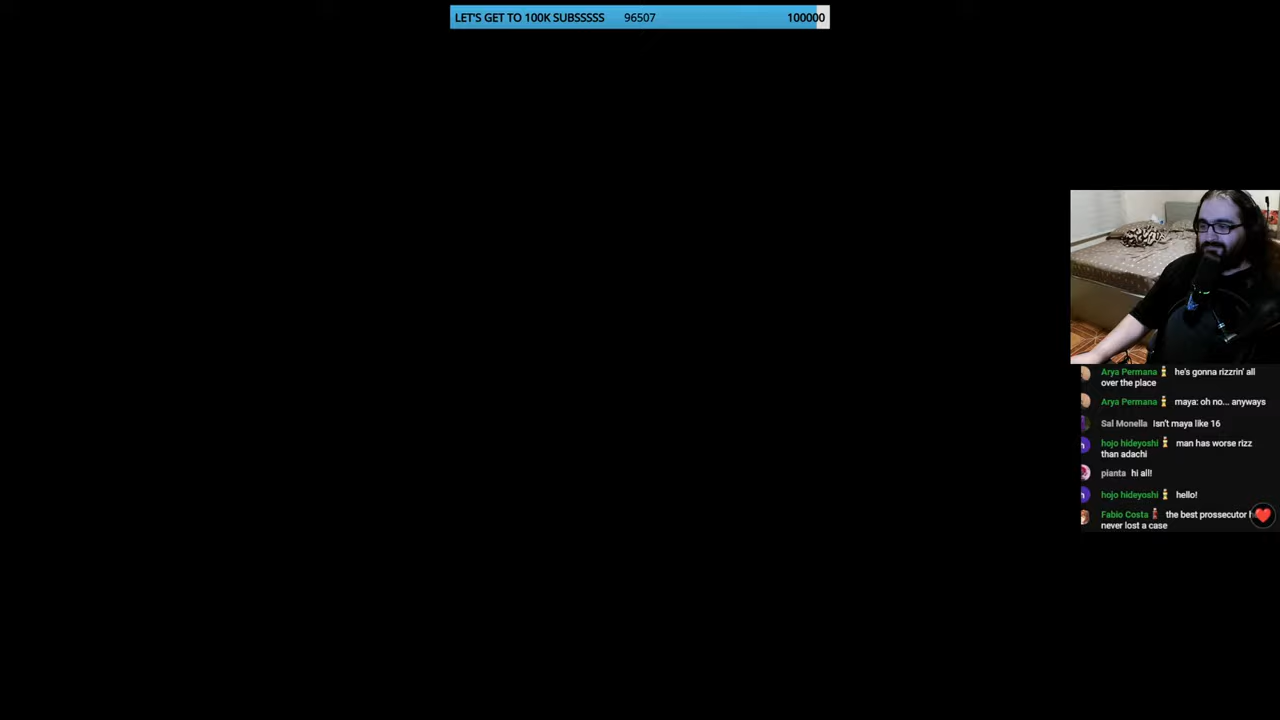 LET'S GET TO 100K SUBSSSSS 96507 100000
Arya Permana he's gonna rizzrin' all
over the place
Arya Permana maya: oh no... anyways
Sal Monella Isn't maya like 16
hojo hideyoshi man has worse rizz
than adachi
pianta hi all!
hojo hideyoshi hello!
Fabio Costa the best prossecutor
never lost a case